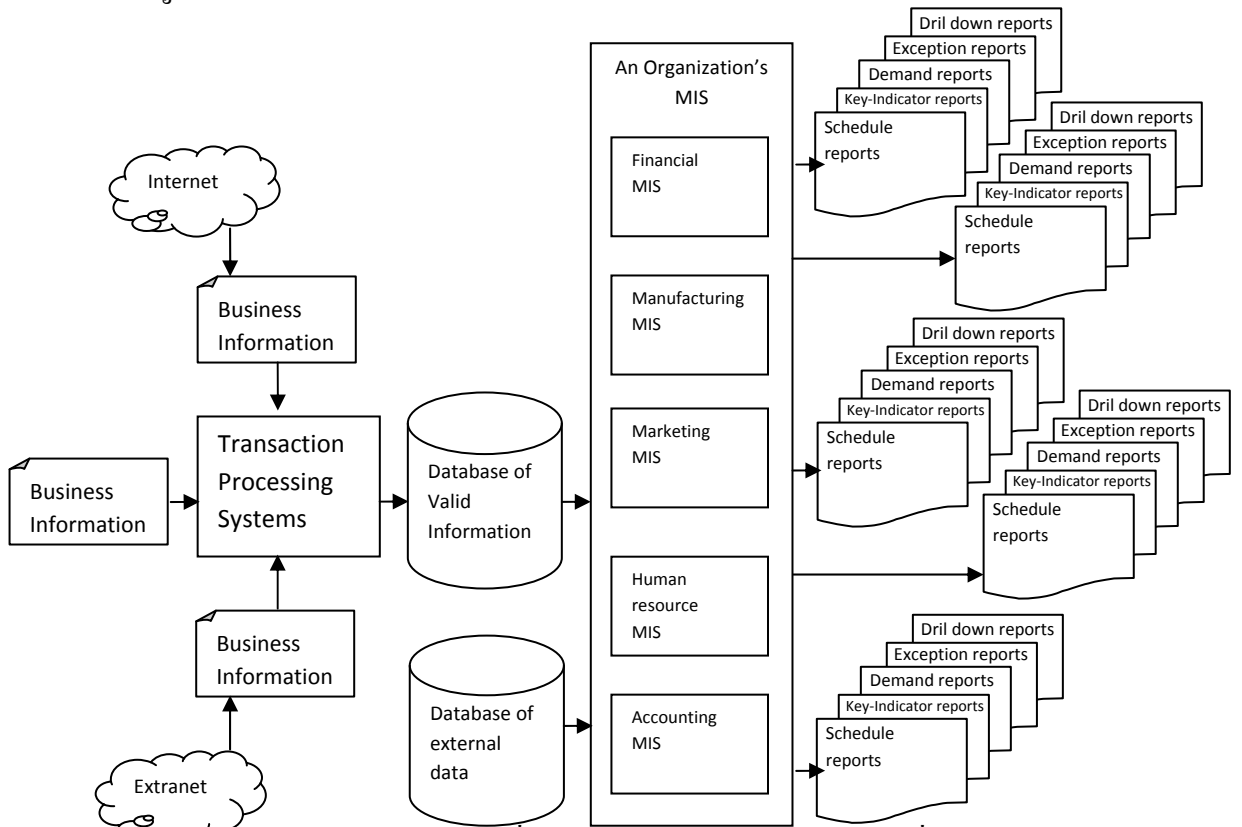 Internet
Business
Information
Business
Information
Transaction
Processing
Systems
Business
Information
Extranet
Database of
Valid
Information
Database of
external
data
An Organization's
MIS
Financial
MIS
Manufacturing
MIS
Marketing
MIS
Human
resource
MIS
Accounting
MIS
Dril down reports
Exception reports
Demand reports
Key-Indicator reports
Schedule
reports
Dril down reports
Exception reports
Demand reports
Key-Indicator reports
Schedule
reports
Dril down reports
Exception reports
Demand reports
Key-Indicator reports
Schedule
reports
Dril down reports
Exception reports
Demand reports
Key-Indicator reports
Schedule
reports
Dril down reports
Exception reports
Demand reports
Key-Indicator reports
Schedule
reports